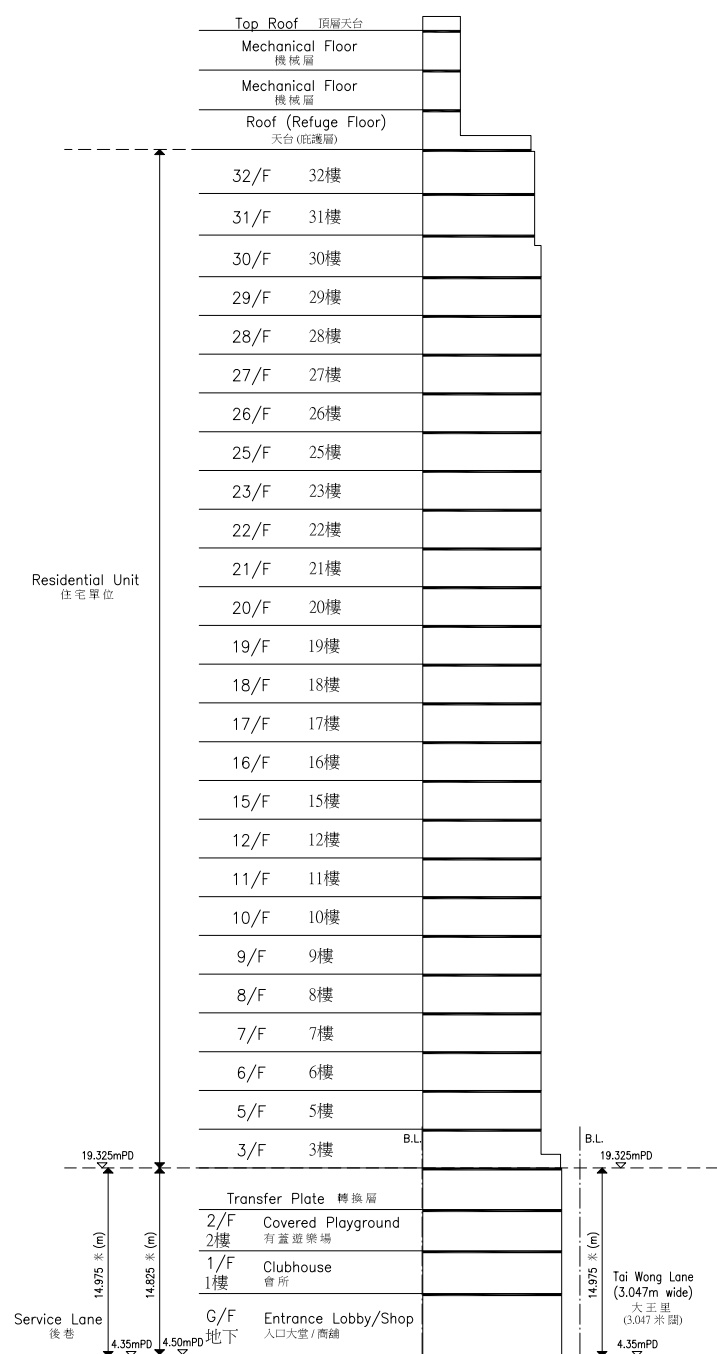 Top Roof 頂層天台
Mechanical Floor
機械層
Mechanical Floor
機械層
Roof (Refuge Floor)
天台(庇護層)
32/F 32樓
31/F 31樓
30/F 30樓
29/F 29樓
28/F 28樓
27/F 27樓
26/F 26樓
25/F 25樓
23/F 23樓
22/F 22樓
21/F 21樓
Residential Unit
住宅單位
20/F 20樓
19/F 19樓
18/F 18樓
17/F 17樓
16/F 16樓
15/F 15樓
12/F 12樓
11/F 11樓
10/F 10樓
9/F 9樓
8/F 8樓
7/F 7樓
6/F 6樓
5/F 5樓
3/F 3樓
B.L.
B.L.
19.325mPD
19.325mPD
Transfer Plate 轉換層
2/F Covered Playground
2樓 有蓋遊樂場
1/F Clubhouse
1樓 會所
G/F Entrance Lobby/Shop
地下 入口大堂/商舖
14.975 米 (m)
14.825 米 (m)
14.975 米 (m)
Service Lane
後巷
4.35mPD
4.50mPD
Tai Wong Lane
(3.047m wide)
大王里
(3.047 米闊)
4.35mPD